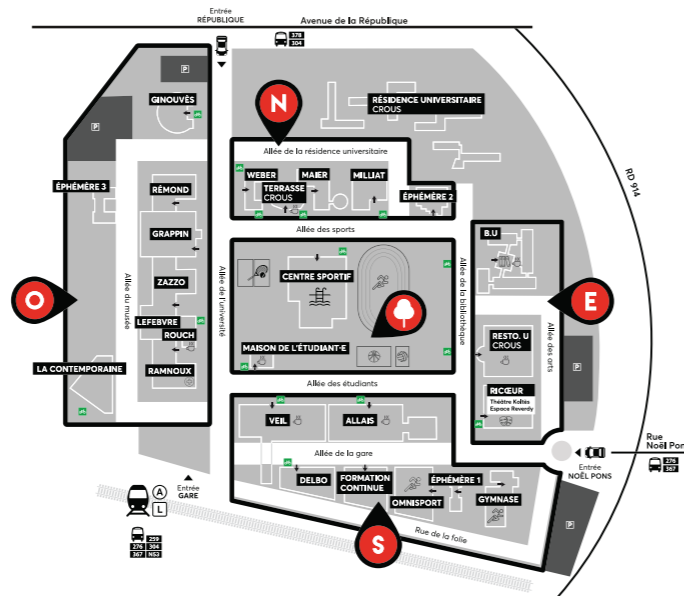 Entrée
RÉPUBLIQUE
Avenue de la République
378
304
P
GINOUVÈS
P
N
RÉSIDENCE UNIVERSITAIRE
CROUS
Allée de la résidence universitaire
WEBER
MAIER
MILLIAT
TERRASSE
CROUS
ÉPHÉMÈRE 3
RÉMOND
ÉPHÉMÈRE 2
RD 914
Allée des sports
GRAPPIN
B.U
CENTRE SPORTIF
ZAZZO
Allée du musée
Allée de l'université
Allée de la bibliothèque
O
E
LEFEBVRE
ROUCH
RESTO. U
CROUS
Allée des arts
MAISON DE L'ÉTUDIANT·E
LA CONTEMPORAINE
RAMNOUX
P
Allée des étudiants
RICŒUR
Théâtre Koltès
Espace Reverdy
VEIL
ALLAIS
Allée de la gare
Rue
Noël Pons
276
367
Entrée
NOËL PONS
DELBO
FORMATION
CONTINUE
ÉPHÉMÈRE 1
OMNISPORT
GYMNASE
Entrée
GARE
A
L
P
Rue de la folie
S
259
276 304
367 N53